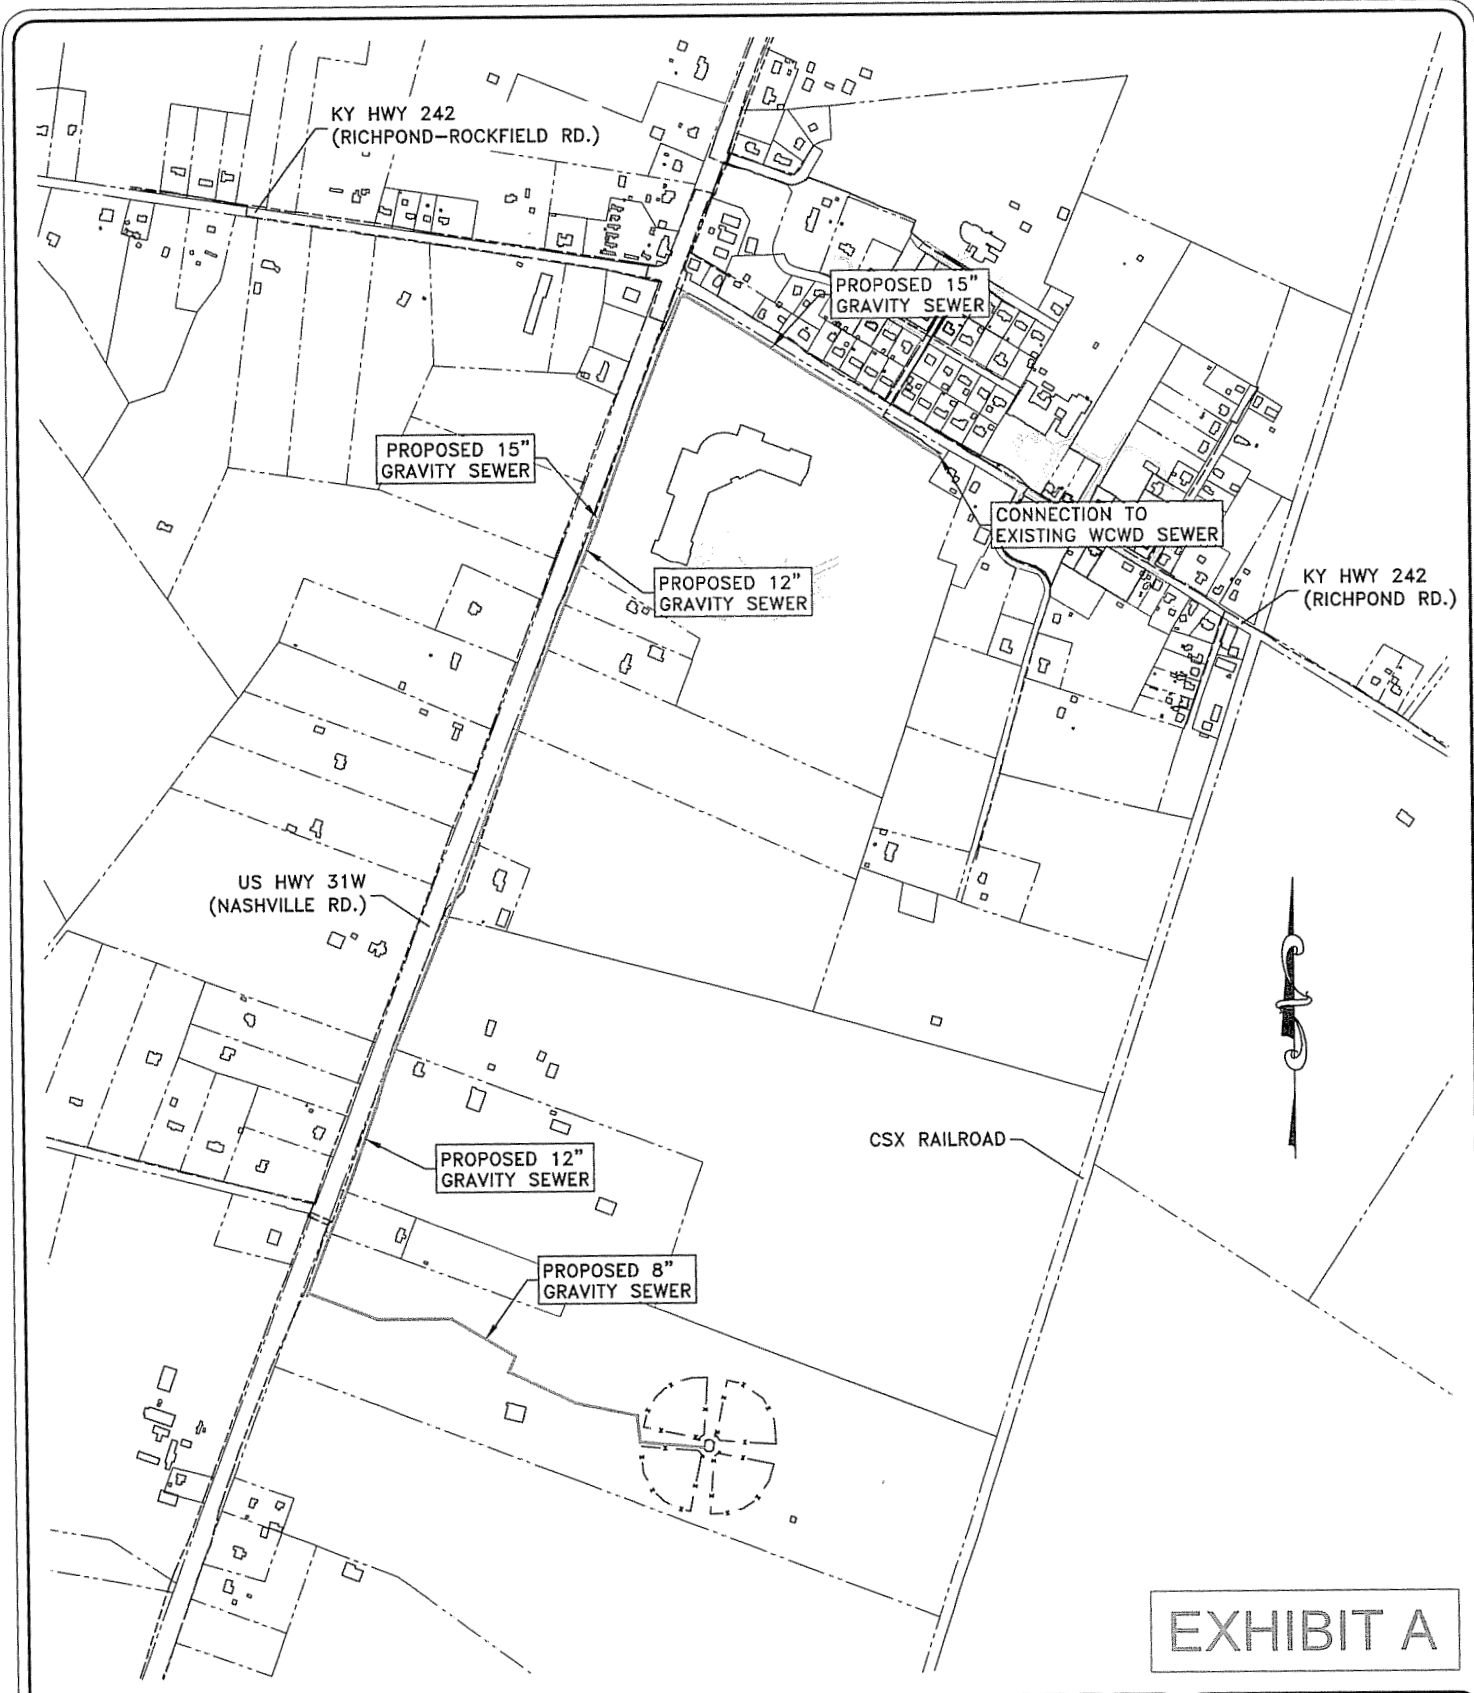 KY HWY 242
(RICHPOND-ROCKFIELD RD.)
PROPOSED 15"
GRAVITY SEWER
PROPOSED 15"
GRAVITY SEWER
CONNECTION TO
EXISTING WCWD SEWER
PROPOSED 12"
GRAVITY SEWER
KY HWY 242
(RICHPOND RD.)
US HWY 31W
(NASHVILLE RD.)
CSX RAILROAD
PROPOSED 12"
GRAVITY SEWER
PROPOSED 8"
GRAVITY SEWER
EXHIBIT A